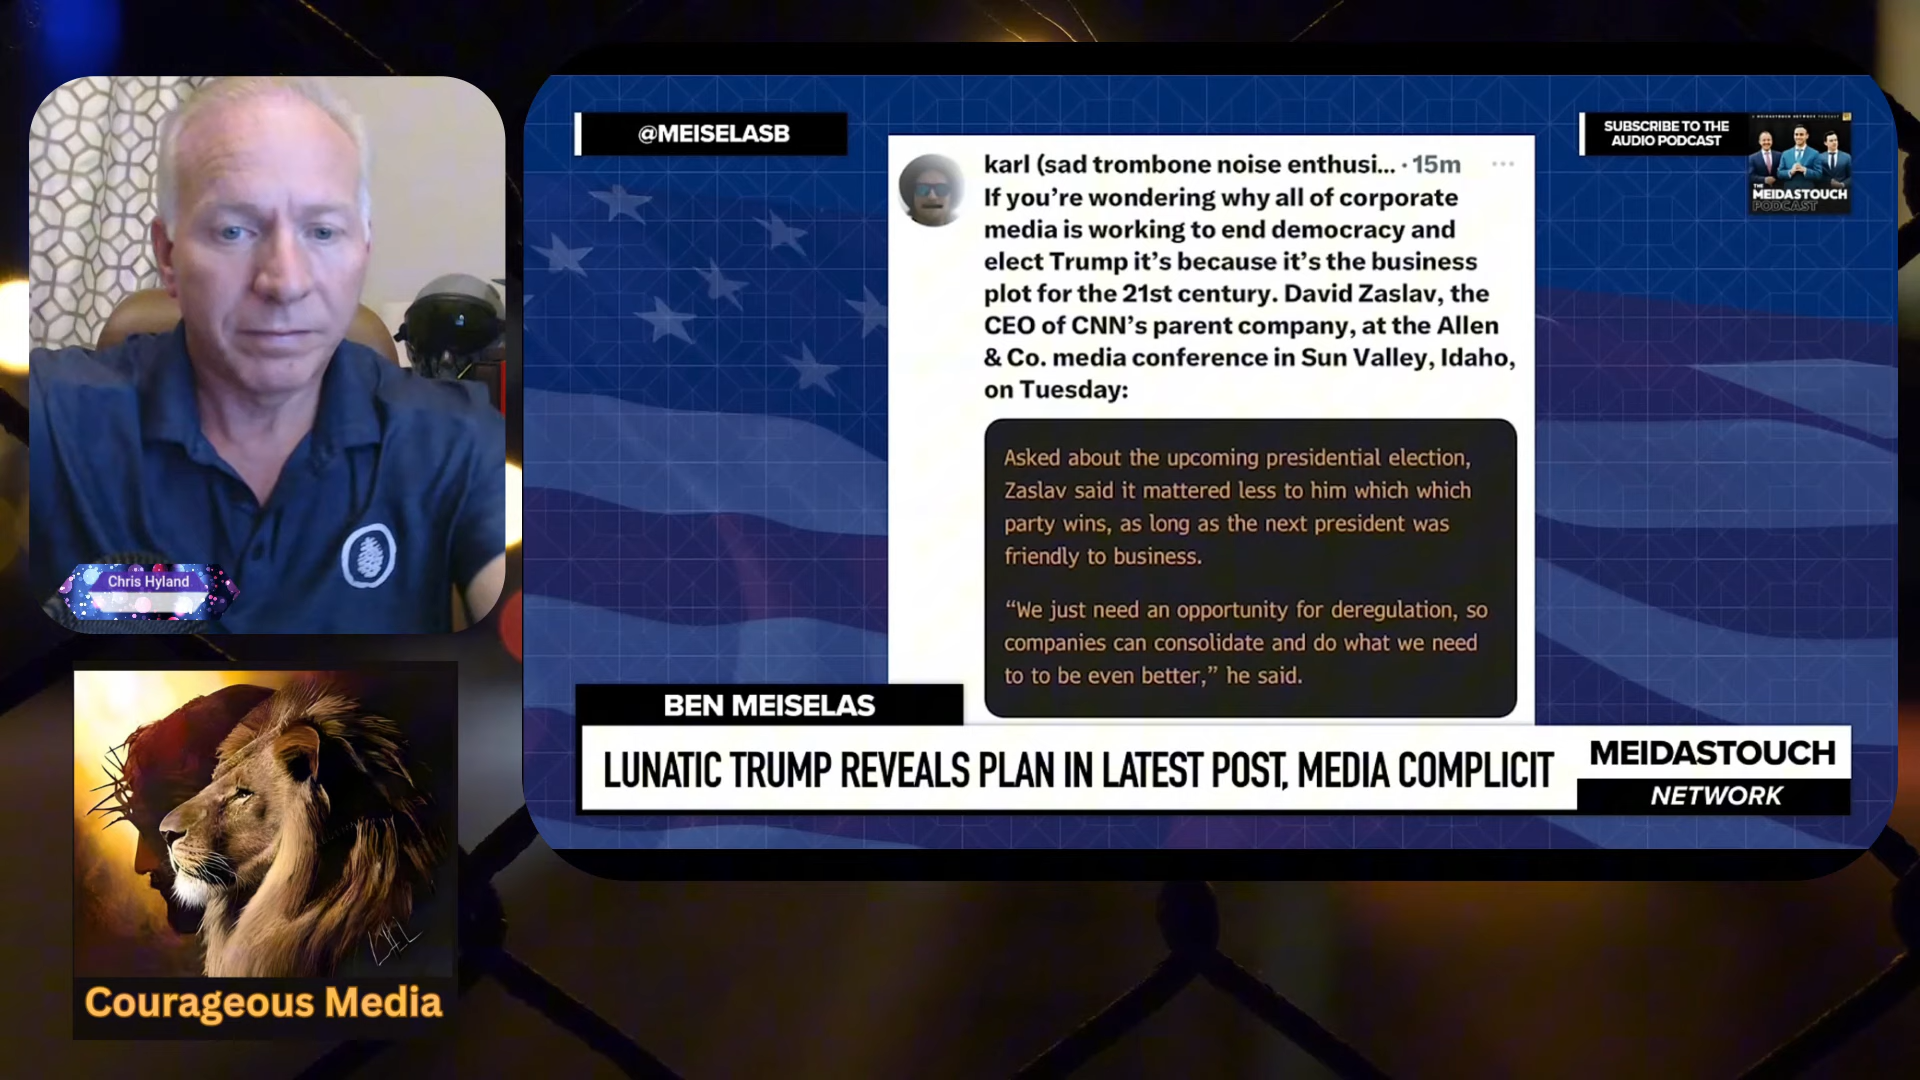 @MEISELASB
SUBSCRIBE TO THE
AUDIO PODCAST
THE
MEIDASTOUCH
PODCAST
karl (sad trombone noise enthusi... · 15m
If you’re wondering why all of corporate
media is working to end democracy and
elect Trump it’s because it’s the business
plot for the 21st century. David Zaslav, the
CEO of CNN’s parent company, at the Allen
& Co. media conference in Sun Valley, Idaho,
on Tuesday:
Asked about the upcoming presidential election,
Zaslav said it mattered less to him which which
party wins, as long as the next president was
friendly to business.
“We just need an opportunity for deregulation, so
companies can consolidate and do what we need
to to be even better,” he said.
BEN MEISELAS
LUNATIC TRUMP REVEALS PLAN IN LATEST POST, MEDIA COMPLICIT
MEIDASTOUCH
NETWORK
Chris Hyland
Courageous Media